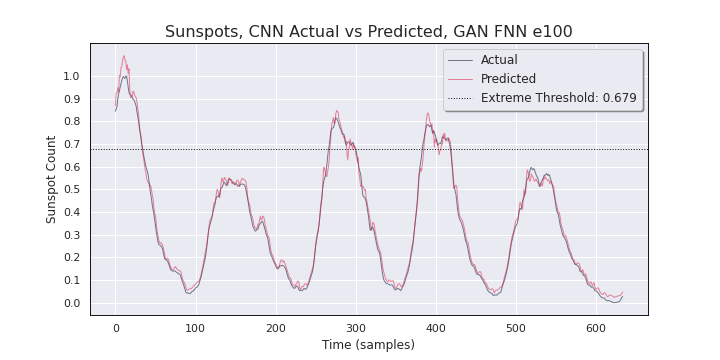 Sunspots, CNN Actual vs Predicted, GAN FNN e100
Actual
Predicted
Extreme Threshold: 0.679
Sunspot Count
1.0
0.9
0.8
0.7
0.6
0.5
0.4
0.3
0.2
0.1
0.0
0 100 200 300 400 500 600
Time (samples)